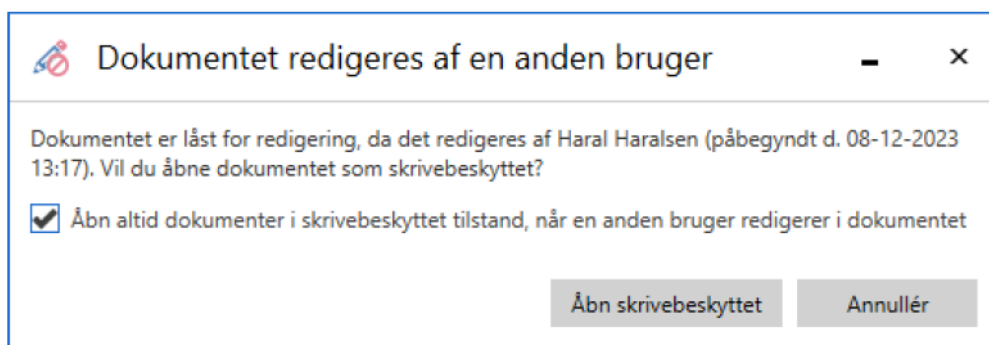 Dokumentet redigeres af en anden bruger
Dokumentet er låst for redigering, da det redigeres af Haral Haralsen (påbegyndt d. 08-12-2023
13:17). Vil du åbne dokumentet som skrivebeskyttet?
Åbn altid dokumenter i skrivebeskyttet tilstand, når en anden bruger redigerer i dokumentet
Åbn skrivebeskyttet Annullér